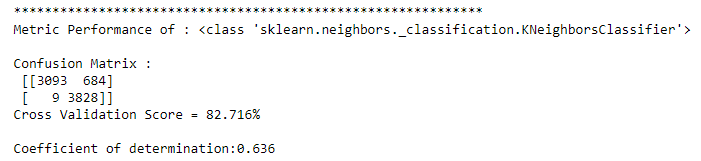 *************************************************************
Metric Performance of : <class 'sklearn.neighbors._classification.KNeighborsClassifier'>
Confusion Matrix :
[[3093  684]
[   9 3828]]
Cross Validation Score = 82.716%
Coefficient of determination:0.636